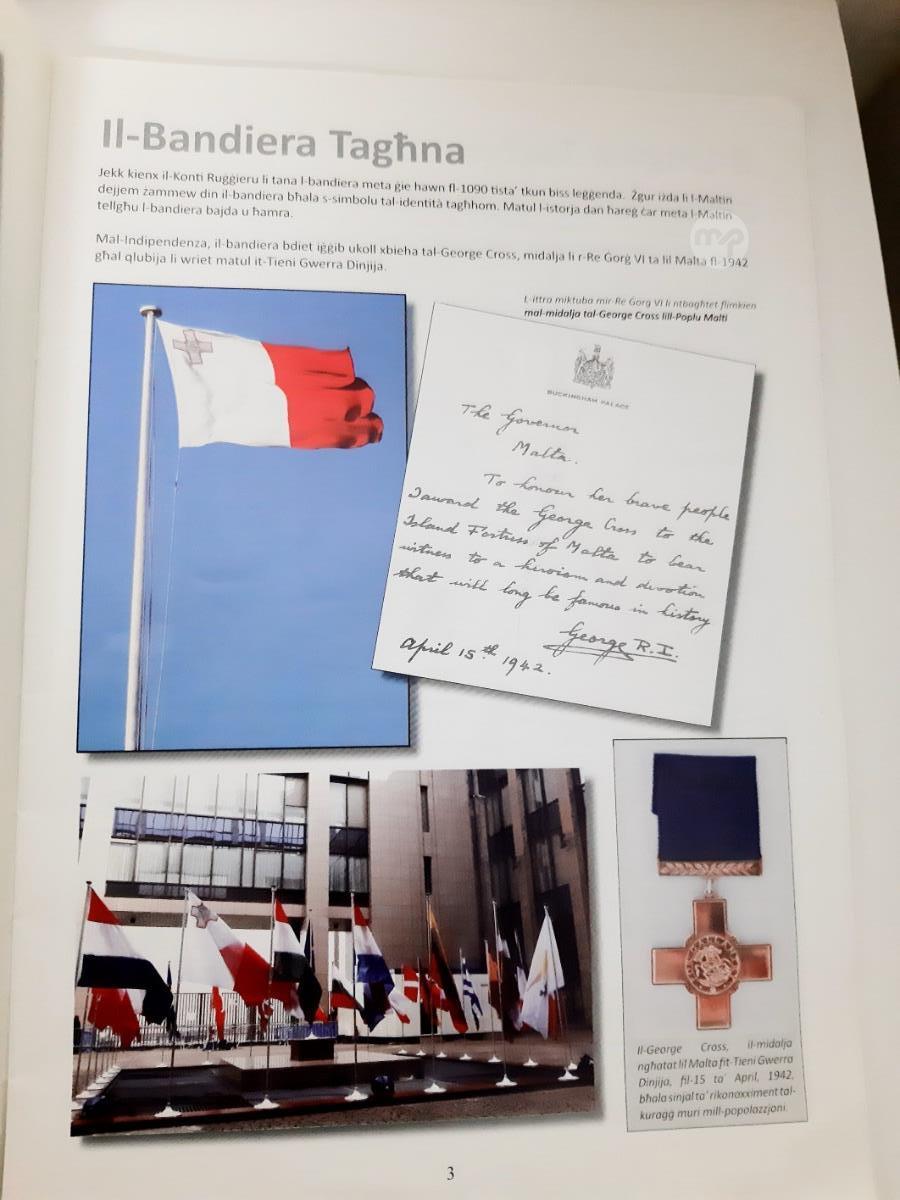 Il-Bandiera Tagħna
Jekk kienx il-Konti Ruġġieru li tana l-bandiera meta ġie hawn fl-1090 tista' tkun biss leġġenda. Żgur iżda li l-Maltin
dejjem żammew din il-bandiera bħala s-simbolu tal-identità tagħhom. Matul l-istorja dan ħareġ ċar meta l-Maltin
tellgħu l-bandiera bajda u ħamra.
Mal-Indipendenza, il-bandiera bdiet iġġib ukoll xbieha tal-George Cross, midalja li r-Re Ġorġ VI ta lil Malta fl-1942
għal qlubija li wriet matul it-Tieni Gwerra Dinjija.
L-ittra miktuba mir-Re Ġorġ VI li ntbagħtet flimkien
mal-midalja tal-George Cross lill-Poplu Malti
BUCKINGHAM PALACE
The Governor
Malta.
To honour her brave people
I award the George Cross to the
Island Fortress of Malta to bear
witness to a heroism and devotion
that will long be famous in history
George R.I.
April 15th 1942.
Il-George Cross, il-midalja
ngħatat lil Malta fit-Tieni Gwerra
Dinjija, fil-15 ta' April, 1942,
bħala sinjal ta' rikonoxximent tal-
kuraġġ muri mill-popolazzjoni.
3
mp